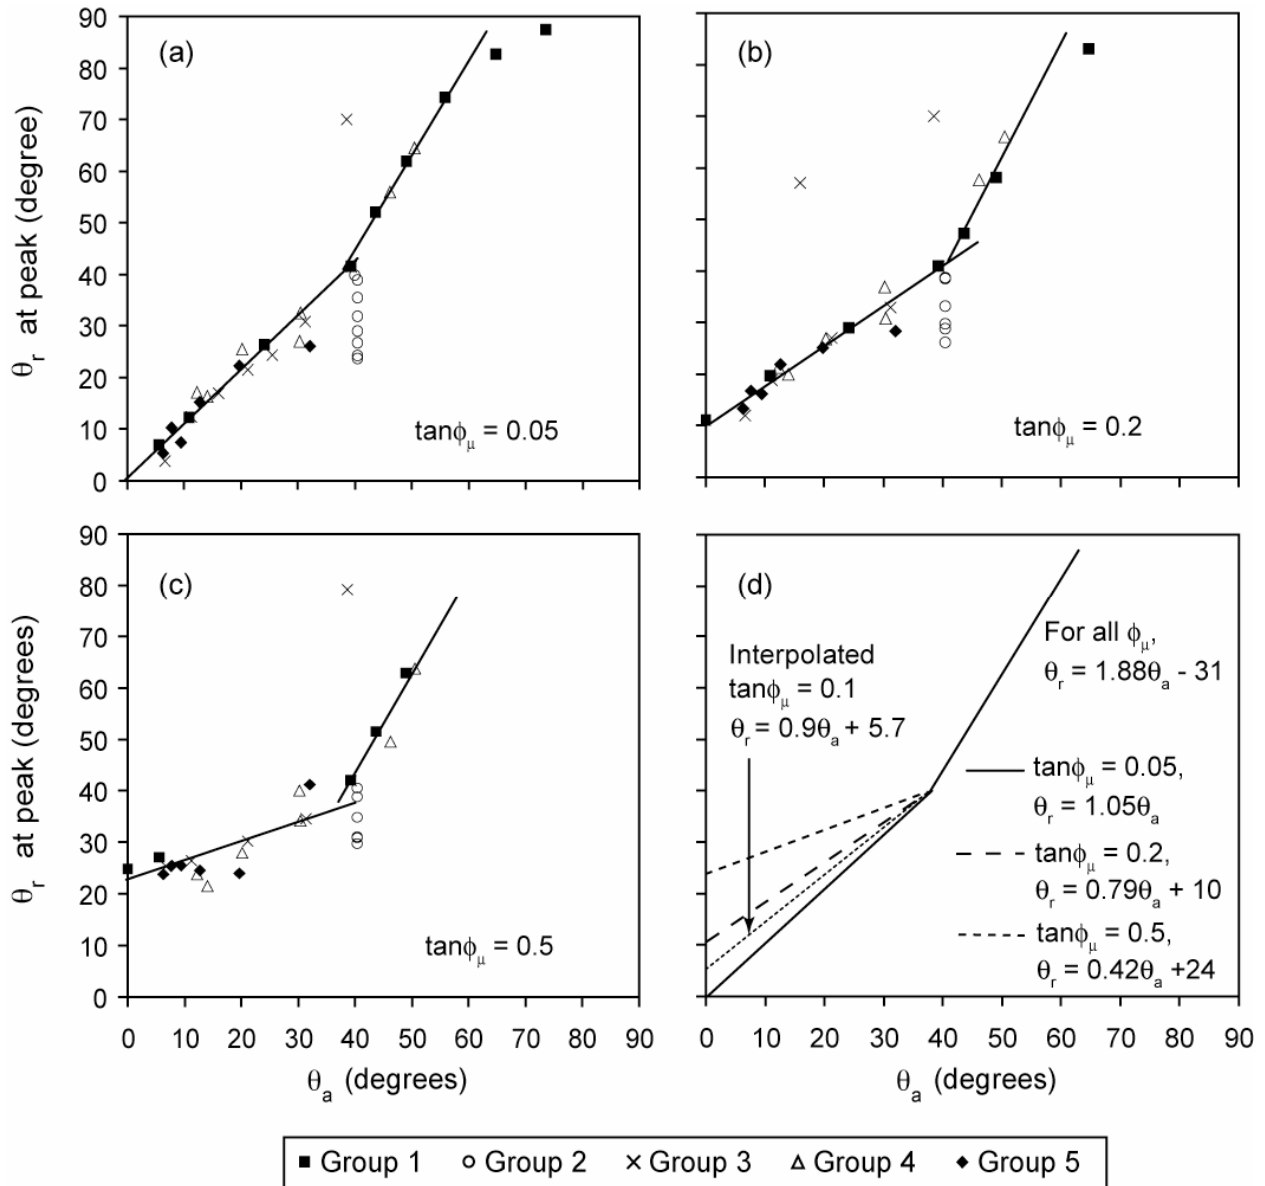 (a)
90
80
70
60
50
40
30
20
10
0
θr at peak (degree)
tanϕμ = 0.05
(b)
tanϕμ = 0.2
0 10 20 30 40 50 60 70 80 90
(c)
90
80
70
60
50
40
30
20
10
0
θr at peak (degrees)
tanϕμ = 0.5
0 10 20 30 40 50 60 70 80 90
θa (degrees)
(d)
Interpolated
tanϕμ = 0.1
θr = 0.9θa + 5.7
For all ϕμ,
θr = 1.88θa - 31
tanϕμ = 0.05,
θr = 1.05θa
tanϕμ = 0.2,
θr = 0.79θa + 10
tanϕμ = 0.5,
θr = 0.42θa +24
θa (degrees)
Group 1 Group 2 Group 3 Group 4 Group 5